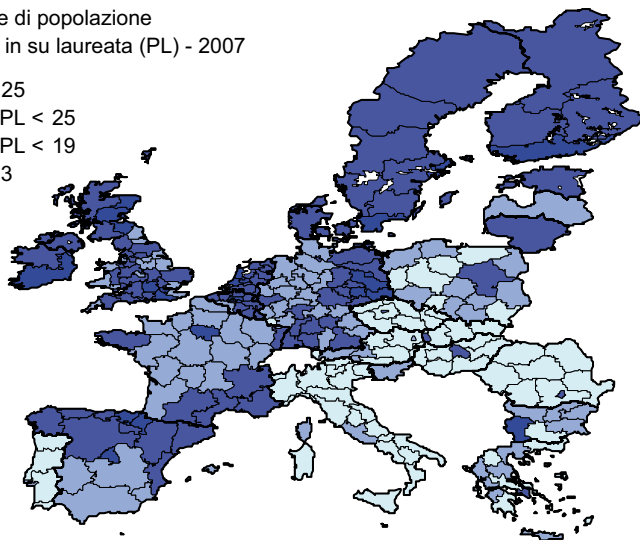 e di popolazione
in su laureata (PL) - 2007
25
PL < 25
PL < 19
3